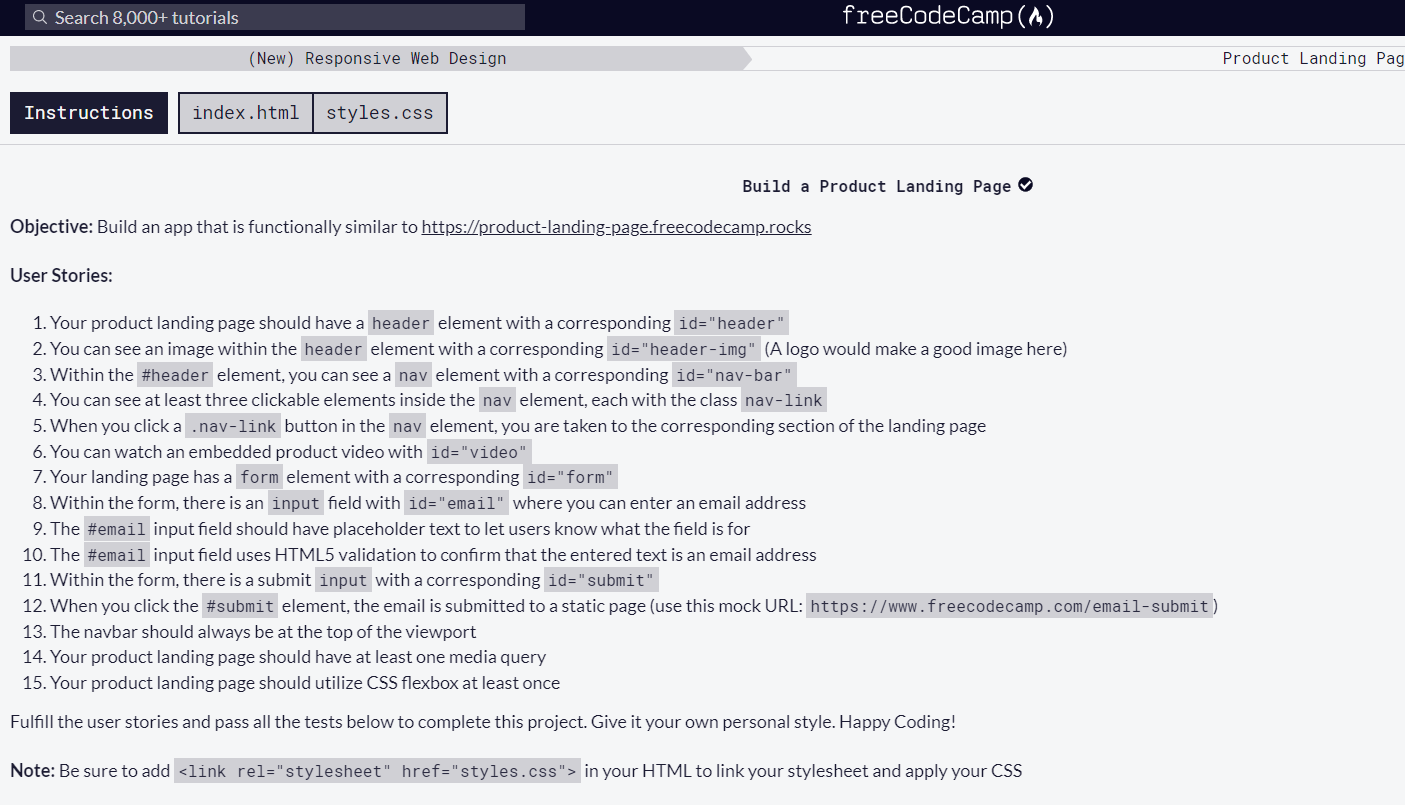 Search 8,000+ tutorials
freeCodeCamp(🔥)
(New) Responsive Web Design
Product Landing Pag
Instructions
index.html
styles.css
Build a Product Landing Page
Objective: Build an app that is functionally similar to https://product-landing-page.freecodecamp.rocks
User Stories:
1. Your product landing page should have a header element with a corresponding id="header"
2. You can see an image within the header element with a corresponding id="header-img" (A logo would make a good image here)
3. Within the #header element, you can see a nav element with a corresponding id="nav-bar"
4. You can see at least three clickable elements inside the nav element, each with the class nav-link
5. When you click a .nav-link button in the nav element, you are taken to the corresponding section of the landing page
6. You can watch an embedded product video with id="video"
7. Your landing page has a form element with a corresponding id="form"
8. Within the form, there is an input field with id="email" where you can enter an email address
9. The #email input field should have placeholder text to let users know what the field is for
10. The #email input field uses HTML5 validation to confirm that the entered text is an email address
11. Within the form, there is a submit input with a corresponding id="submit"
12. When you click the #submit element, the email is submitted to a static page (use this mock URL: https://www.freecodecamp.com/email-submit)
13. The navbar should always be at the top of the viewport
14. Your product landing page should have at least one media query
15. Your product landing page should utilize CSS flexbox at least once
Fulfill the user stories and pass all the tests below to complete this project. Give it your own personal style. Happy Coding!
Note: Be sure to add <link rel="stylesheet" href="styles.css"> in your HTML to link your stylesheet and apply your CSS